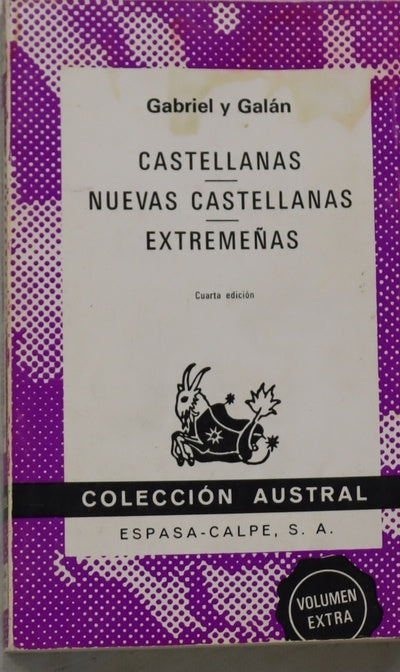 Gabriel y Galán
CASTELLANAS
NUEVAS CASTELLANAS
EXTREMEÑAS
Cuarta edición
COLECCIÓN AUSTRAL
ESPASA-CALPE, S. A.
VOLUMEN
EXTRA